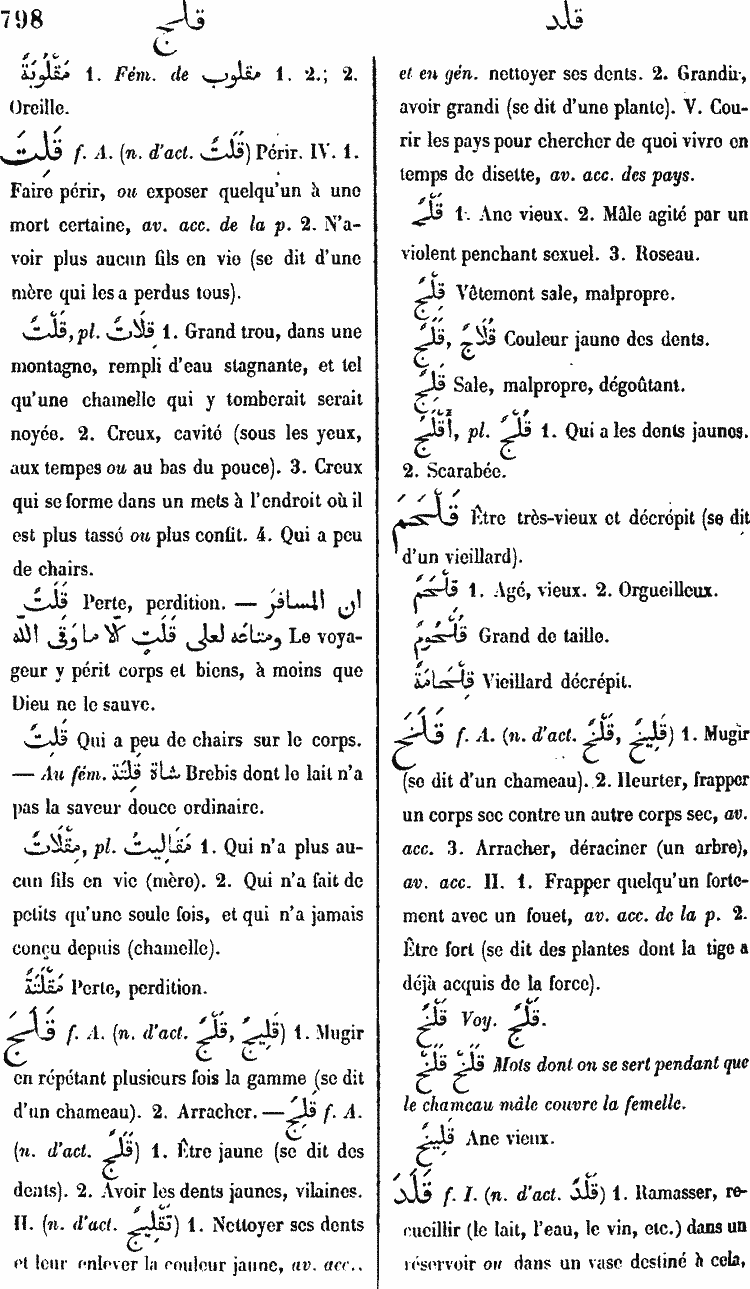 798
قلج
قلد
مَقْلُوبَةٌ 1. Fém. de مقلوب 1. 2.; 2.
Oreille.
قَلِتَ f. A. (n. d'act. قَلَتٌ) Périr. IV. 1.
Faire périr, ou exposer quelqu'un à une
mort certaine, av. acc. de la p. 2. N'a-
voir plus aucun fils en vie (se dit d'une
mère qui les a perdus tous).
قَلْتٌ, pl. قِلَاتٌ 1. Grand trou, dans une
montagne, rempli d'eau stagnante, et tel
qu'une chamelle qui y tomberait serait
noyée. 2. Creux, cavité (sous les yeux,
aux tempes ou au bas du pouce). 3. Creux
qui se forme dans un mets à l'endroit où il
est plus tassé ou plus confit. 4. Qui a peu
de chairs.
قَلَتٌ Perte, perdition. — ان المسافرَ
ومتاعَه لعلى قَلَتٍ كلّا ما وَقَى الله Le voya-
geur y périt corps et biens, à moins que
Dieu ne le sauve.
قَلِتٌ Qui a peu de chairs sur le corps.
— Au fém. شاة قَلِتَةٌ Brebis dont le lait n'a
pas la saveur douce ordinaire.
مِقْلَاتٌ, pl. مَقَالِيتُ 1. Qui n'a plus au-
cun fils en vie (mère). 2. Qui n'a fait de
petits qu'une seule fois, et qui n'a jamais
conçu depuis (chamelle).
مَقْلَتَةٌ Perte, perdition.
قَلَجَ f. A. (n. d'act. قَلْجٌ, قَلِيجٌ) 1. Mugir
en répétant plusieurs fois la gamme (se dit
d'un chameau). 2. Arracher. — قَلِجَ f. A.
(n. d'act. قَلَجٌ) 1. Être jaune (se dit des
dents). 2. Avoir les dents jaunes, vilaines.
II. (n. d'act. تَقْلِيجٌ) 1. Nettoyer ses dents
et leur enlever la couleur jaune, av. acc..
et en gén. nettoyer ses dents. 2. Grandir,
avoir grandi (se dit d'une plante). V. Cou-
rir les pays pour chercher de quoi vivre en
temps de disette, av. acc. des pays.
قَلْجٌ 1. Ane vieux. 2. Mâle agité par un
violent penchant sexuel. 3. Roseau.
قِلْجٌ Vêtement sale, malpropre.
قَلَجٌ, قُلَاجٌ Couleur jaune des dents.
قَلِجٌ Sale, malpropre, dégoûtant.
أَقْلَجُ, pl. قُلْجٌ 1. Qui a les dents jaunes.
2. Scarabée.
قَلْحَمَ Être très-vieux et décrépit (se dit
d'un vieillard).
قِلْحَمٌّ 1. Agé, vieux. 2. Orgueilleux.
قَلْحُومٌ Grand de taille.
قِلْحَامَةٌ Vieillard décrépit.
قَلَخَ f. A. (n. d'act. قَلْخٌ, قَلِيخٌ) 1. Mugir
(se dit d'un chameau). 2. Heurter, frapper
un corps sec contre un autre corps sec, av.
acc. 3. Arracher, déraciner (un arbre),
av. acc. II. 1. Frapper quelqu'un forte-
ment avec un fouet, av. acc. de la p. 2.
Être fort (se dit des plantes dont la tige a
déjà acquis de la force).
قَلْخٌ Voy. قَلْجٌ.
قَلَخٌ قَلَخٌ Mots dont on se sert pendant que
le chameau mâle couvre la femelle.
قَلِيخٌ Ane vieux.
قَلَدَ f. I. (n. d'act. قَلْدٌ) 1. Ramasser, re-
cueillir (le lait, l'eau, le vin, etc.) dans un
réservoir ou dans un vase destiné à cela,